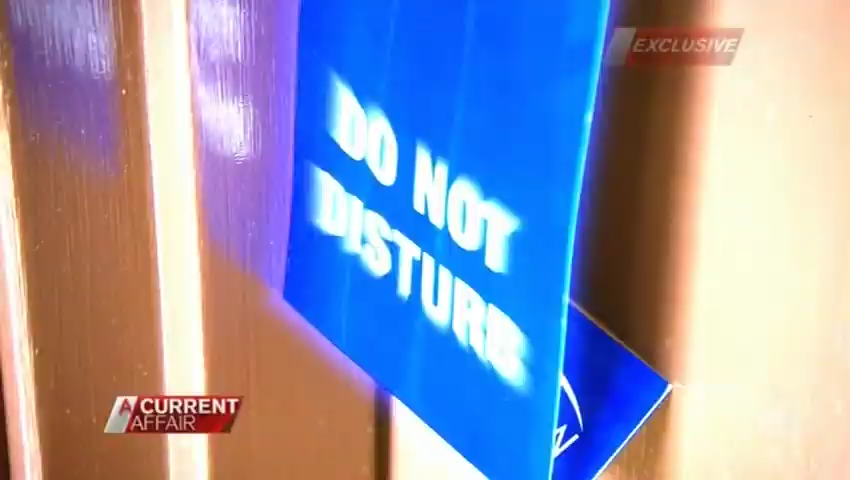 EXCLUSIVE
DO NOT
DISTURB
A CURRENT
AFFAIR